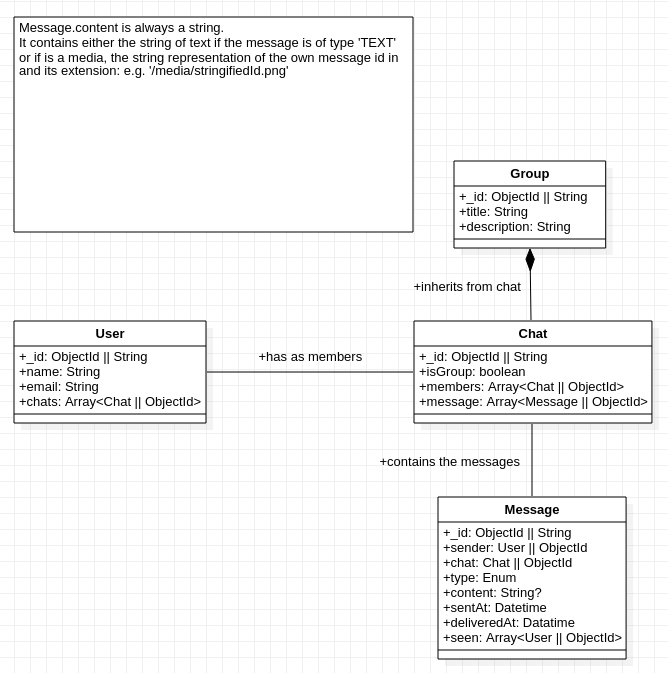 Message.content is always a string.
It contains either the string of text if the message is of type 'TEXT'
or if is a media, the string representation of the own message id in
and its extension: e.g. '/media/stringifiedId.png'
Group
+_id: ObjectId || String
+title: String
+description: String
+inherits from chat
User
+_id: ObjectId || String
+name: String
+email: String
+chats: Array<Chat || ObjectId>
+has as members
Chat
+_id: ObjectId || String
+isGroup: boolean
+members: Array<Chat || ObjectId>
+message: Array<Message || ObjectId>
+contains the messages
Message
+_id: ObjectId || String
+sender: User || ObjectId
+chat: Chat || ObjectId
+type: Enum
+content: String?
+sentAt: Datetime
+deliveredAt: Datatime
+seen: Array<User || ObjectId>